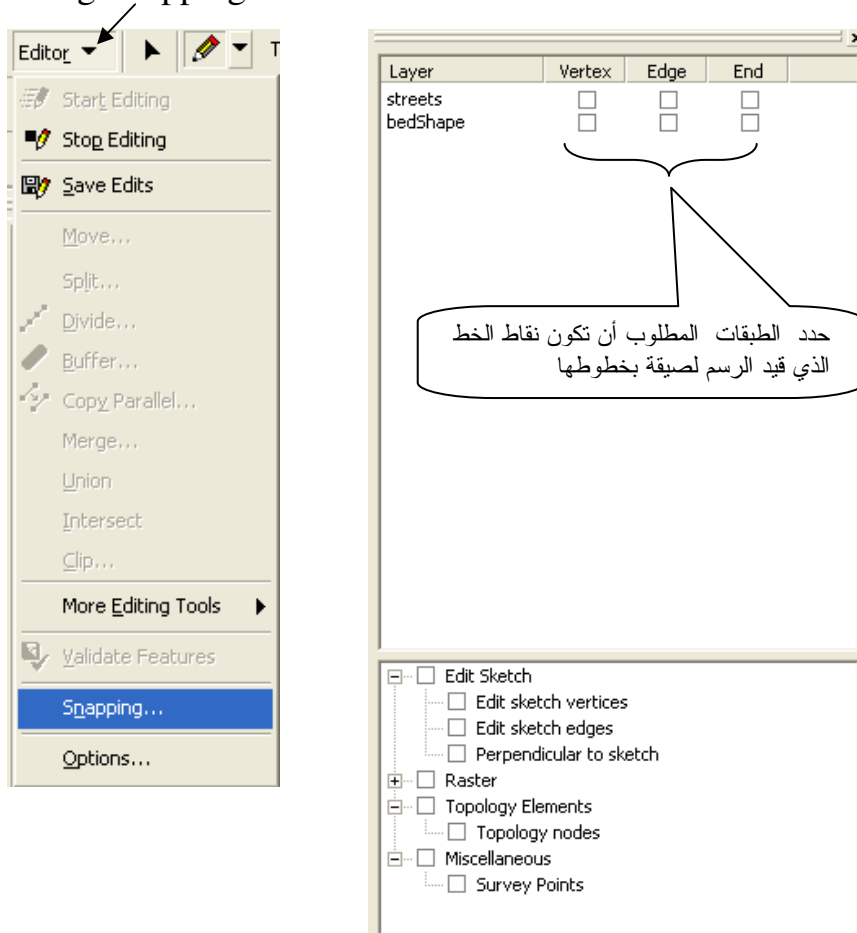 Editor
Start Editing
Stop Editing
Save Edits
Move...
Split...
Divide...
Buffer...
Copy Parallel...
Merge...
Union
Intersect
Clip...
More Editing Tools
Validate Features
Snapping...
Options...
Layer Vertex Edge End
streets
bedShape
حدد الطبقات المطلوب أن تكون نقاط الخط
الذي قيد الرسم لصيقة بخطوطها
Edit Sketch
Edit sketch vertices
Edit sketch edges
Perpendicular to sketch
Raster
Topology Elements
Topology nodes
Miscellaneous
Survey Points